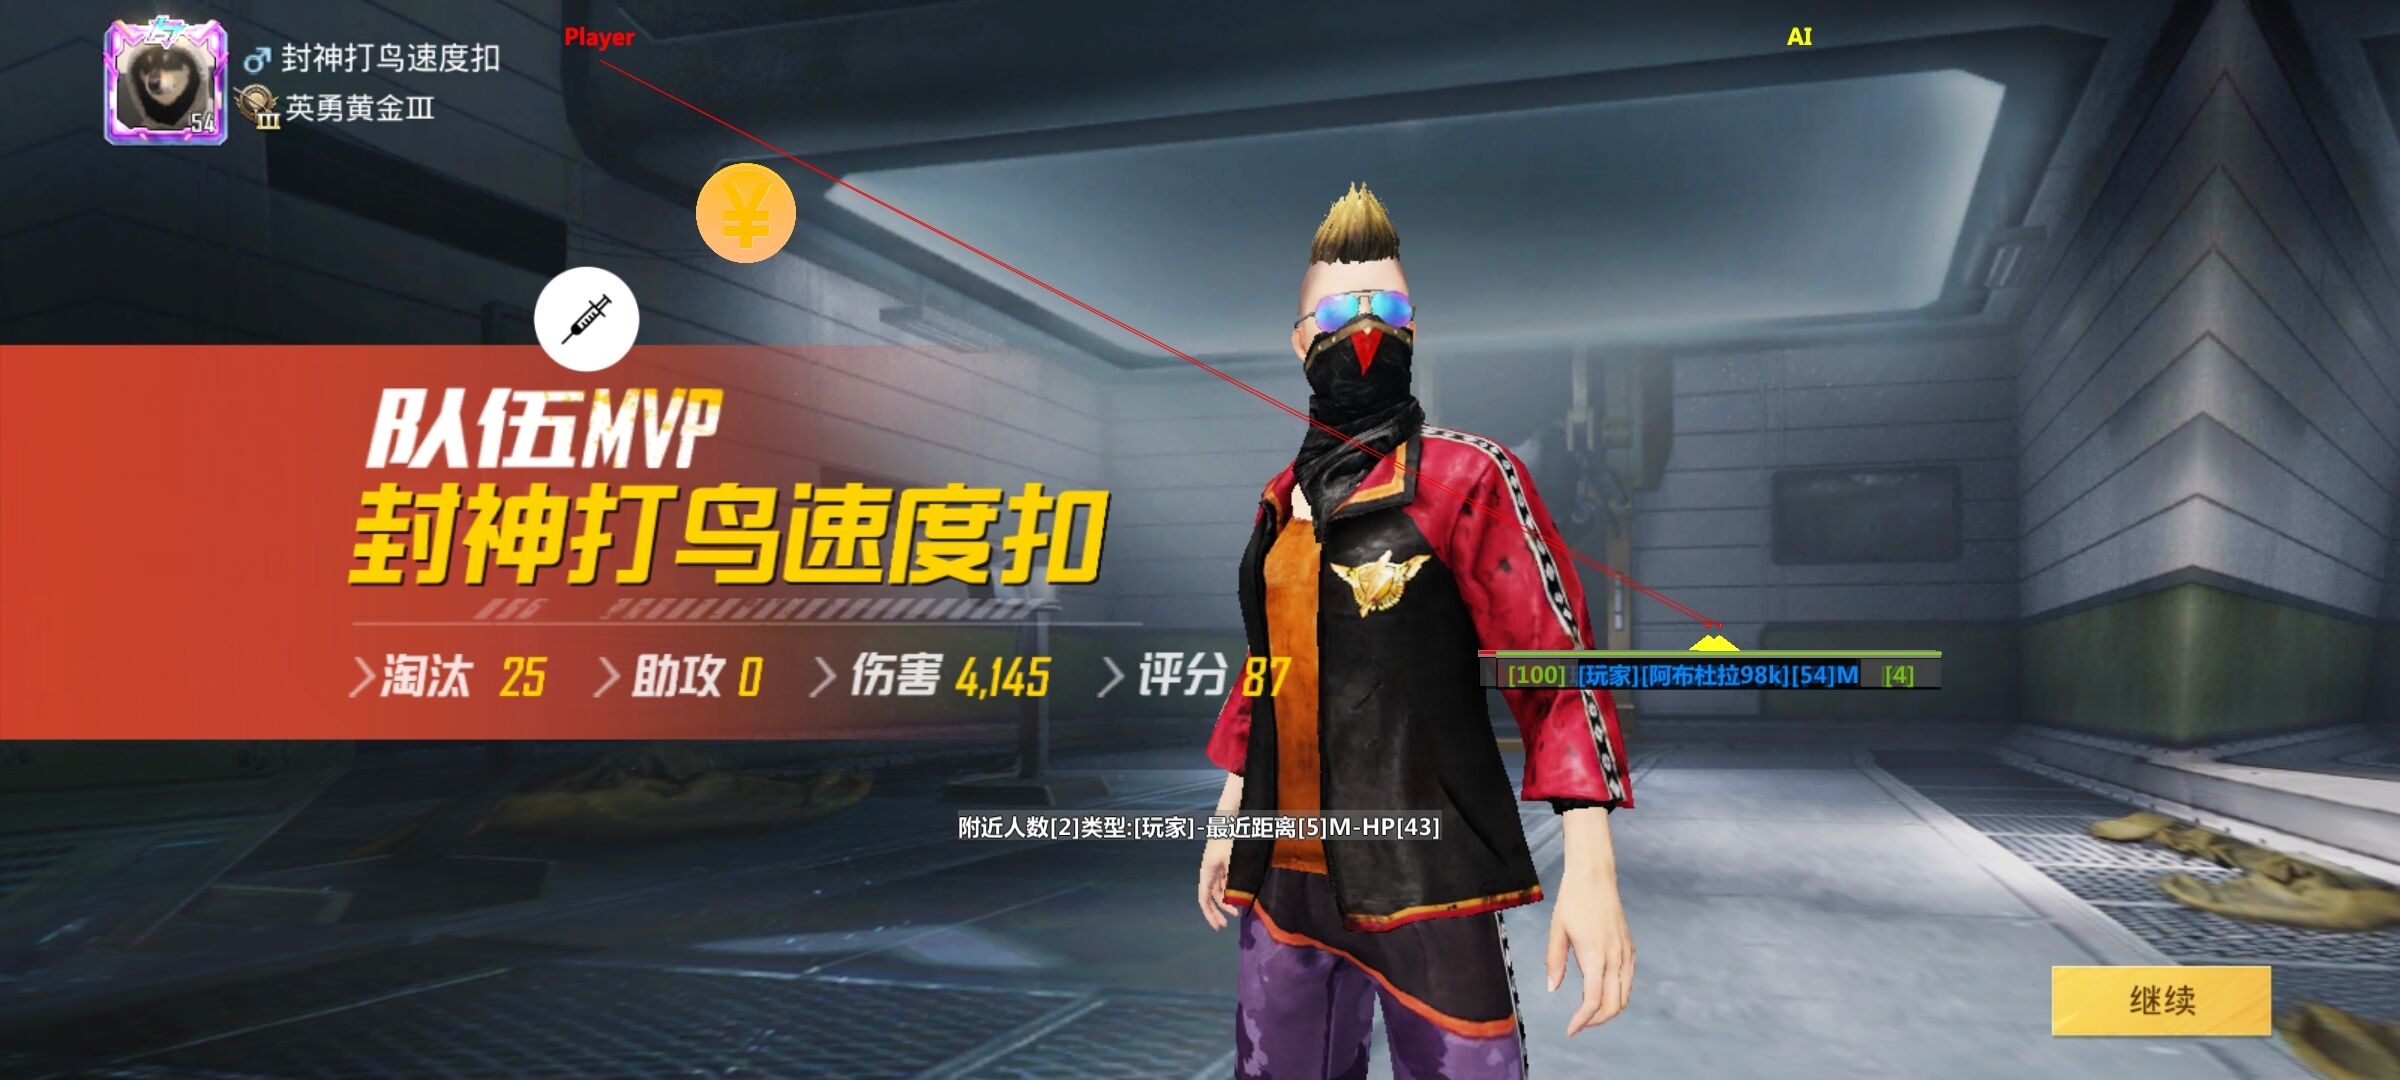 Player
AI
封神打鸟速度扣
54
Ⅲ
英勇黄金Ⅲ
¥
队伍MVP
封神打鸟速度扣
淘汰 25 助攻 0 伤害 4,145 评分 87
[100] [玩家][阿布杜拉98k][54]M [4]
附近人数[2]类型:[玩家]-最近距离[5]M-HP[43]
继续